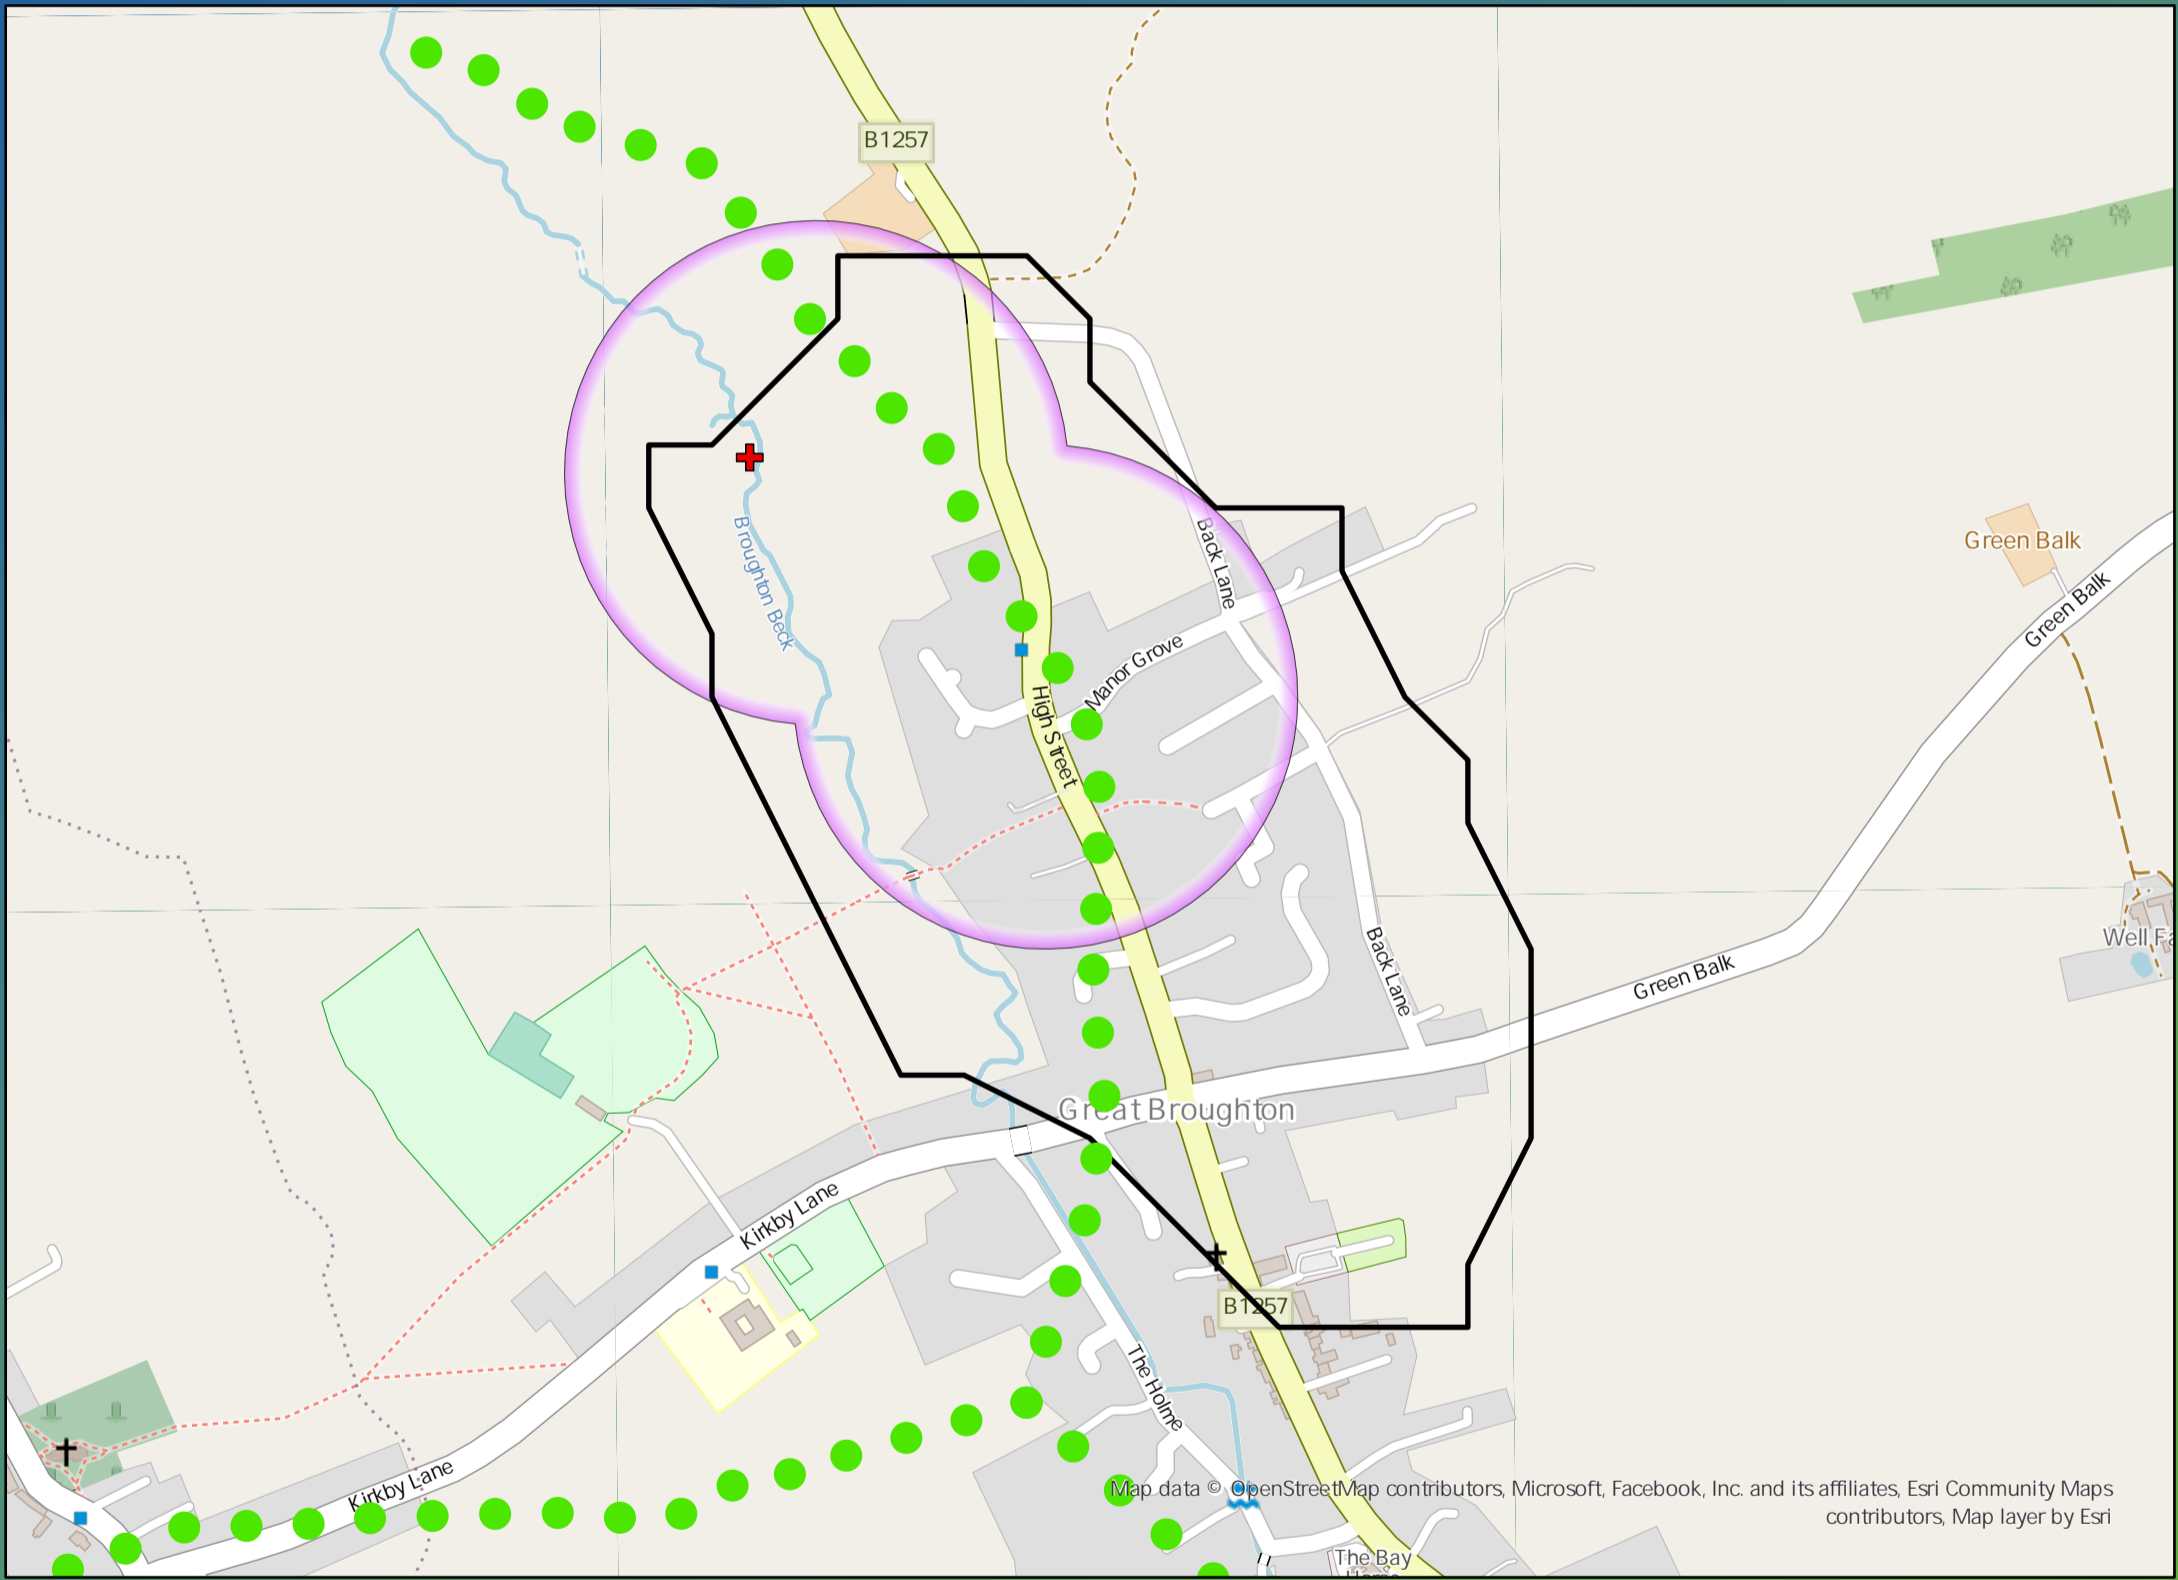 B1257
Green Balk
Green Balk
Back Lane
Broughton Beck
Manor Grove
High Street
Well Fa
Back Lane
Green Balk
Great Broughton
Kirkby Lane
B1257
The Holme
Kirkby Lane
Map data © OpenStreetMap contributors, Microsoft, Facebook, Inc. and its affiliates, Esri Community Maps
contributors, Map layer by Esri
The Bay